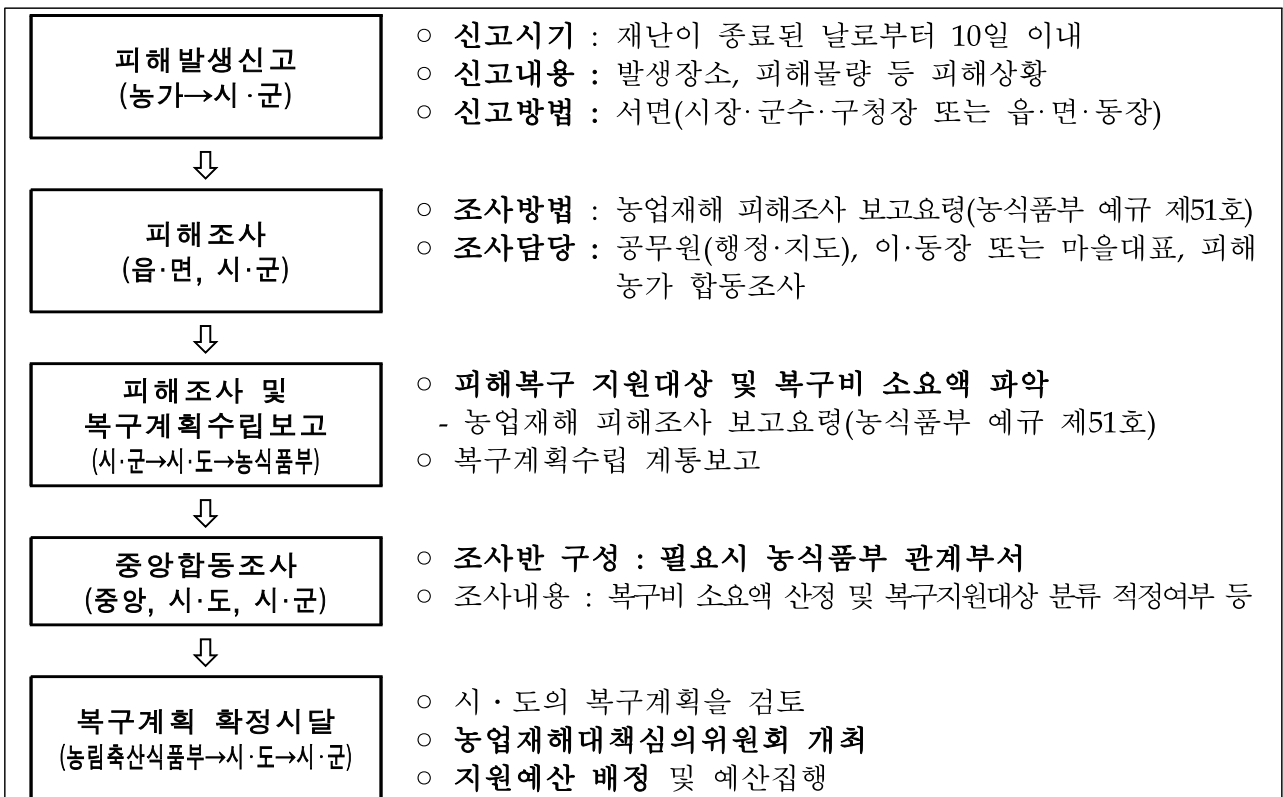 피해발생신고
(농가→시·군)
○ 신고시기 : 재난이 종료된 날로부터 10일 이내
○ 신고내용 : 발생장소, 피해물량 등 피해상황
○ 신고방법 : 서면(시장·군수·구청장 또는 읍·면·동장)
⇩
피해조사
(읍·면, 시·군)
○ 조사방법 : 농업재해 피해조사 보고요령(농식품부 예규 제51호)
○ 조사담당 : 공무원(행정·지도), 이·동장 또는 마을대표, 피해
농가 합동조사
⇩
피해조사 및
복구계획수립보고
(시·군→시·도→농식품부)
○ 피해복구 지원대상 및 복구비 소요액 파악
- 농업재해 피해조사 보고요령(농식품부 예규 제51호)
○ 복구계획수립 계통보고
⇩
중앙합동조사
(중앙, 시·도, 시·군)
○ 조사반 구성 : 필요시 농식품부 관계부서
○ 조사내용 : 복구비 소요액 산정 및 복구지원대상 분류 적정여부 등
⇩
복구계획 확정시달
(농림축산식품부→시·도→시·군)
○ 시·도의 복구계획을 검토
○ 농업재해대책심의위원회 개최
○ 지원예산 배정 및 예산집행